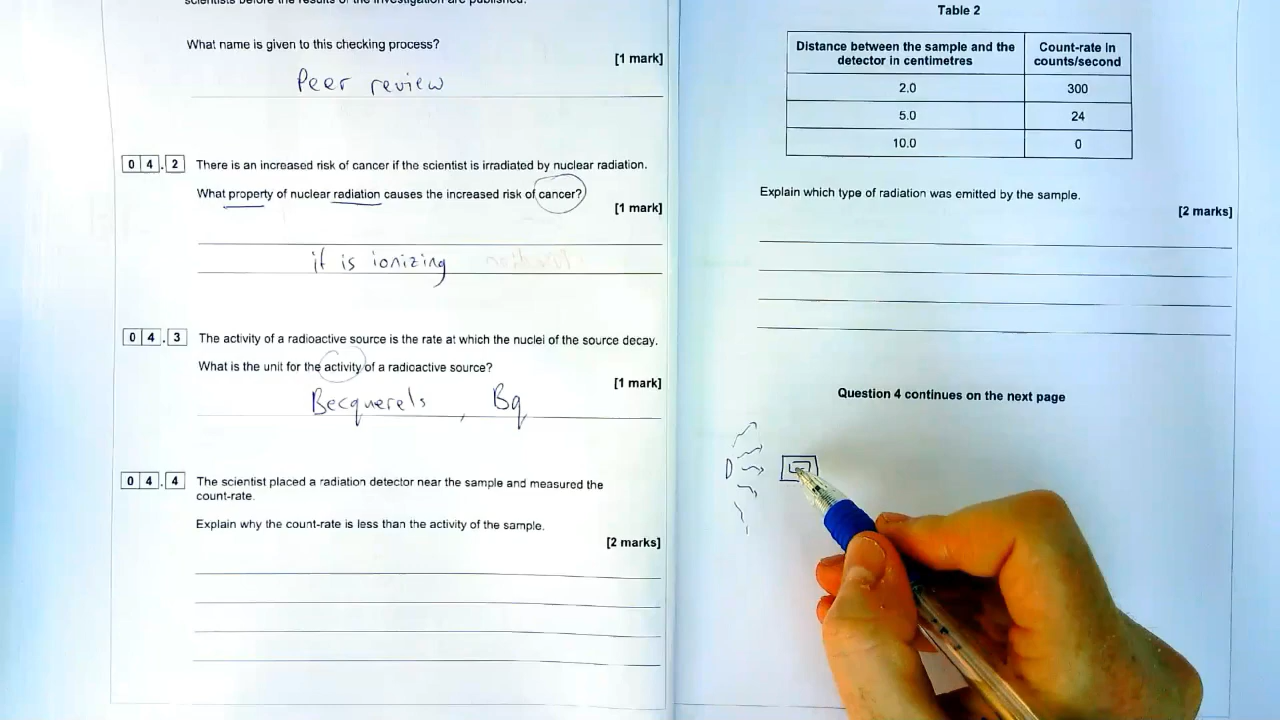 scientists before the results of the investigation are published.
What name is given to this checking process?
[1 mark]
Peer review
0 4 . 2 There is an increased risk of cancer if the scientist is irradiated by nuclear radiation.
What property of nuclear radiation causes the increased risk of cancer?
[1 mark]
it is ionizing
0 4 . 3 The activity of a radioactive source is the rate at which the nuclei of the source decay.
What is the unit for the activity of a radioactive source?
[1 mark]
Becquerels , Bq
0 4 . 4 The scientist placed a radiation detector near the sample and measured the
count-rate.
Explain why the count-rate is less than the activity of the sample.
[2 marks]
Table 2
Distance between the sample and the detector in centimetres Count-rate in counts/second
2.0 300
5.0 24
10.0 0
Explain which type of radiation was emitted by the sample.
[2 marks]
Question 4 continues on the next page